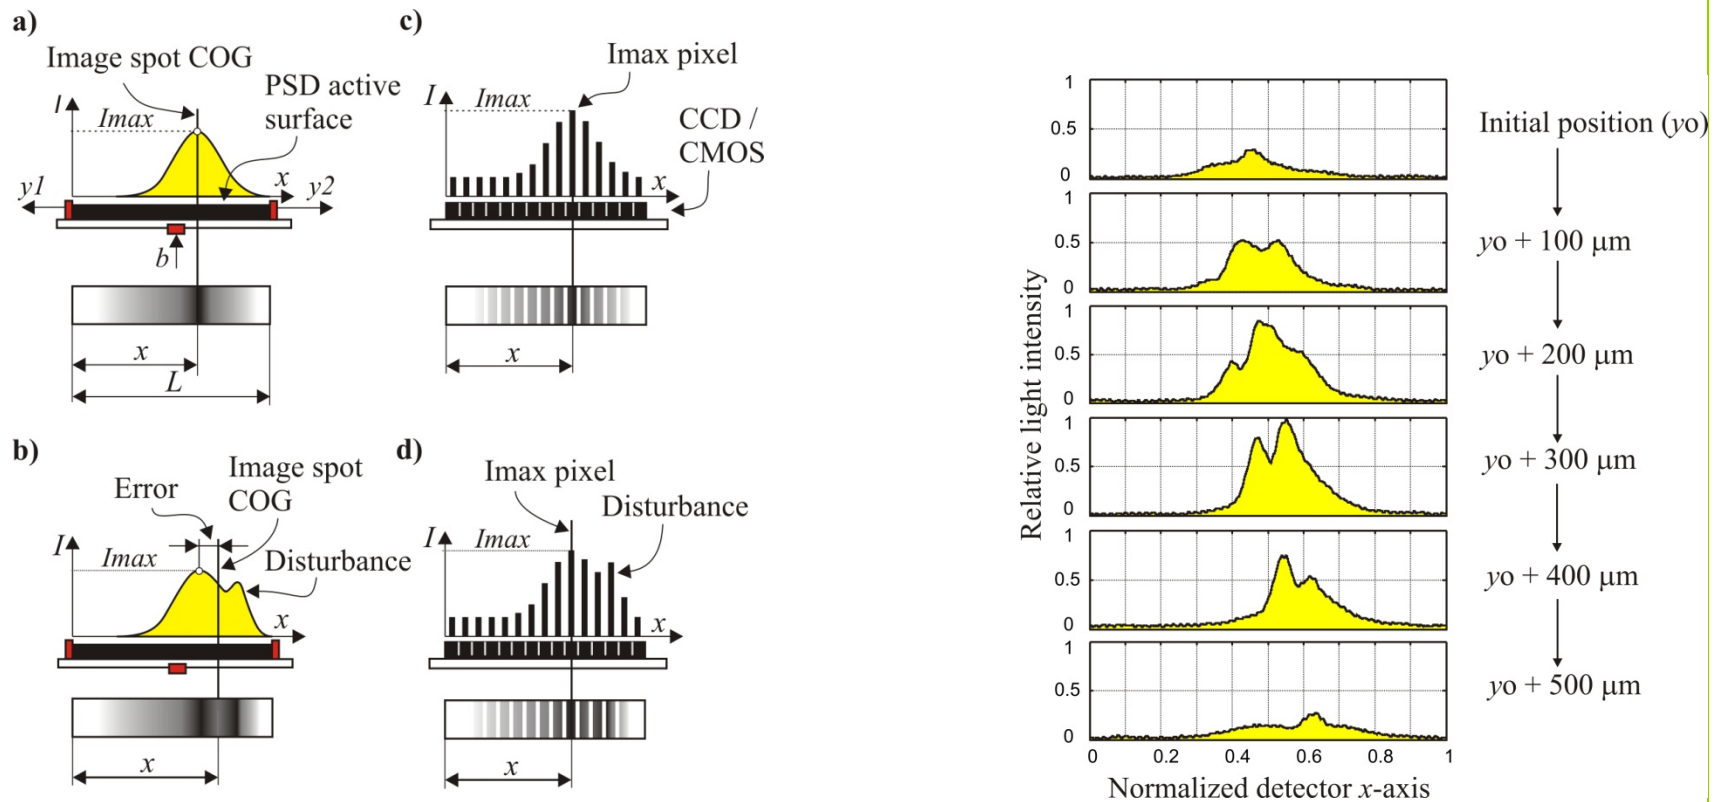 a)
Image spot COG
PSD active
surface
I
Imax
x
y1
y2
b
x
L
b)
Image spot
COG
Error
I
Imax
Disturbance
x
x
c)
Imax pixel
I
Imax
CCD /
CMOS
x
x
d)
Imax pixel
Disturbance
I
Imax
x
x
Relative light intensity
1
0.5
0
1
0.5
0
1
0.5
0
1
0.5
0
1
0.5
0
1
0.5
0
0 0.2 0.4 0.6 0.8 1
Normalized detector x-axis
Initial position (yo)
yo + 100 μm
yo + 200 μm
yo + 300 μm
yo + 400 μm
yo + 500 μm